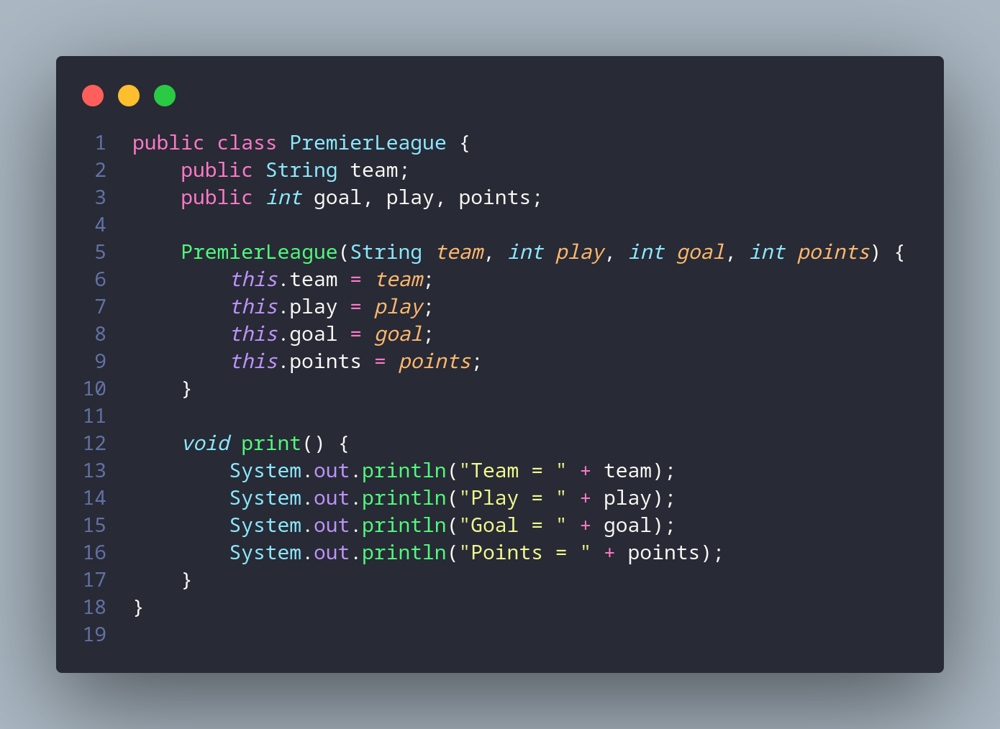 1 public class PremierLeague {
2     public String team;
3     public int goal, play, points;
4
5     PremierLeague(String team, int play, int goal, int points) {
6         this.team = team;
7         this.play = play;
8         this.goal = goal;
9         this.points = points;
10     }
11
12     void print() {
13         System.out.println("Team = " + team);
14         System.out.println("Play = " + play);
15         System.out.println("Goal = " + goal);
16         System.out.println("Points = " + points);
17     }
18 }
19